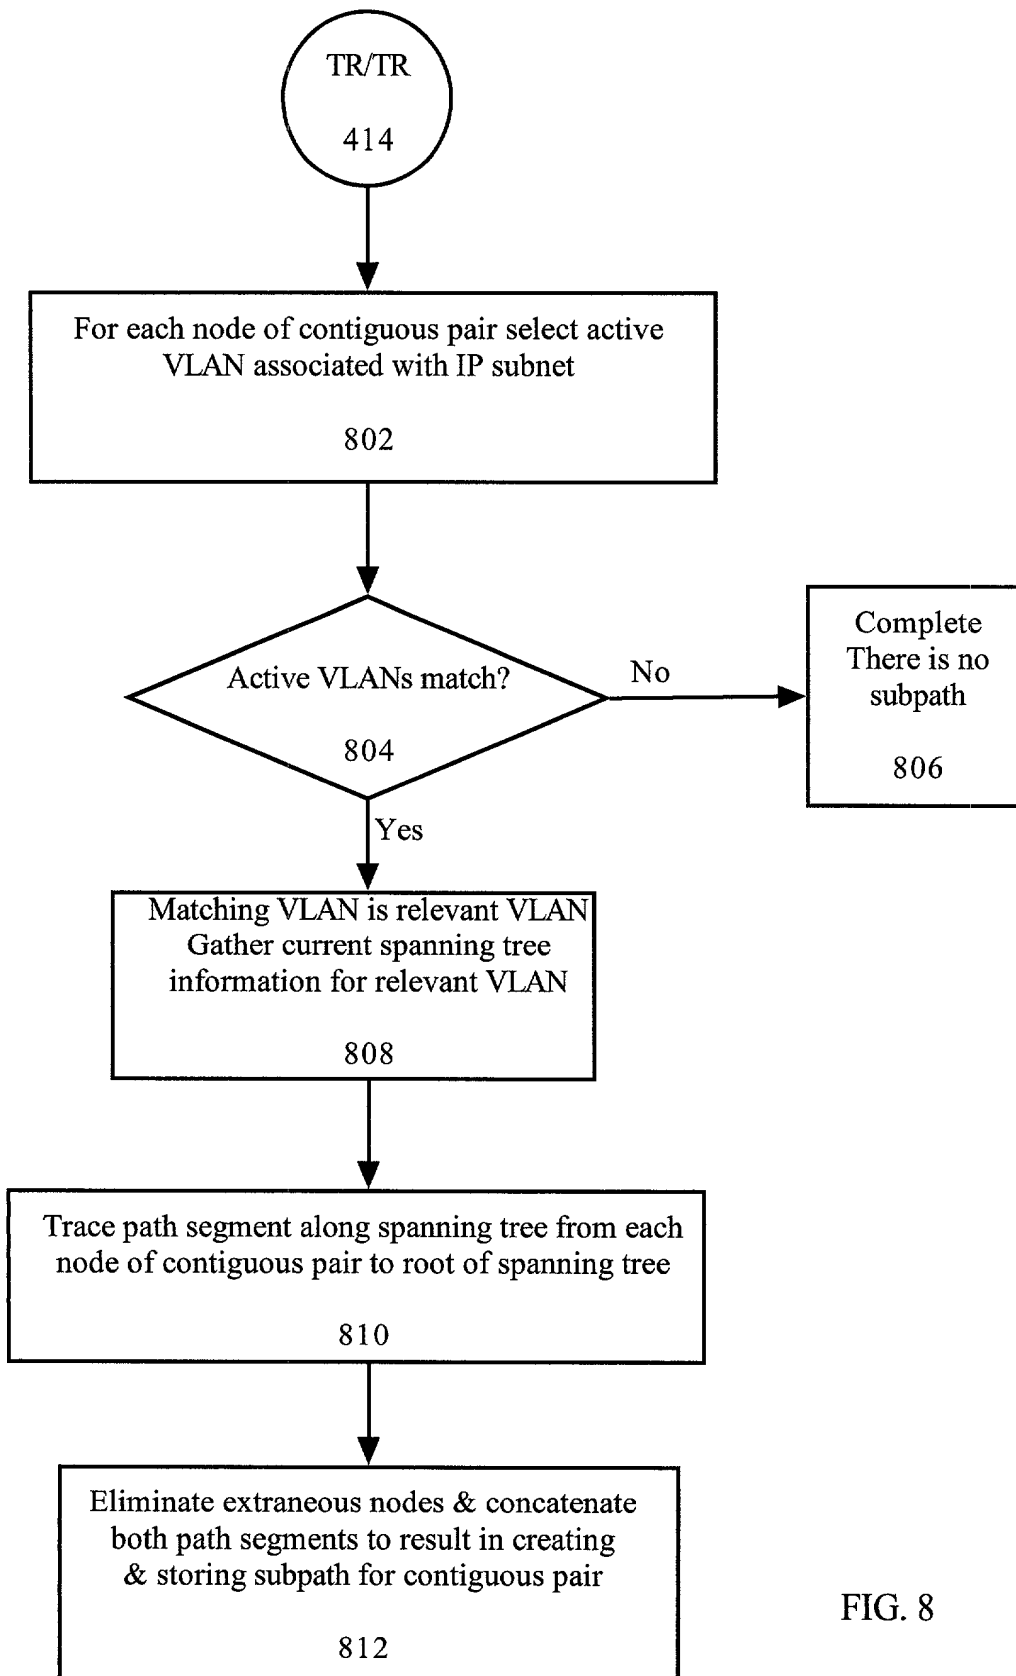 TR/TR
414
For each node of contiguous pair select active
VLAN associated with IP subnet
802
Active VLANs match?
804
No
Complete
There is no
subpath
806
Yes
Matching VLAN is relevant VLAN
Gather current spanning tree
information for relevant VLAN
808
Trace path segment along spanning tree from each
node of contiguous pair to root of spanning tree
810
Eliminate extraneous nodes & concatenate
both path segments to result in creating
& storing subpath for contiguous pair
812
FIG. 8